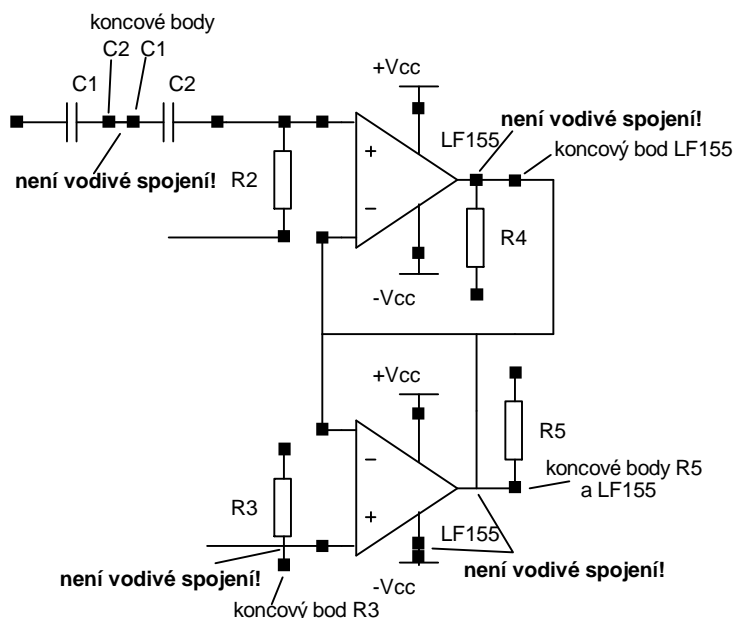 koncové body
C2 C1
C1
C2
+Vcc
není vodivé spojení!
LF155
koncový bod LF155
není vodivé spojení!
R2
+
−
R4
-Vcc
+Vcc
R5
−
koncové body R5
a LF155
R3
+
LF155
není vodivé spojení!
není vodivé spojení!
-Vcc
koncový bod R3